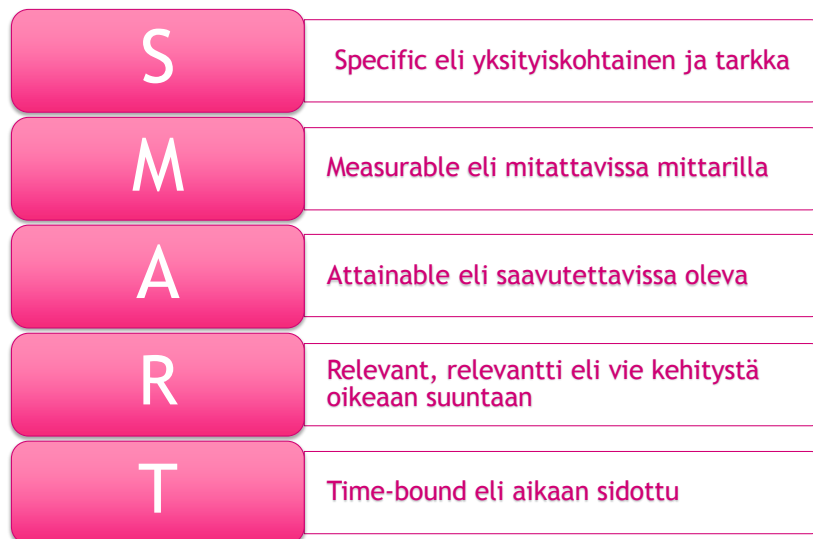 S
Specific eli yksityiskohtainen ja tarkka
M
Measurable eli mitattavissa mittarilla
A
Attainable eli saavutettavissa oleva
R
Relevant, relevantti eli vie kehitystä
oikeaan suuntaan
T
Time-bound eli aikaan sidottu